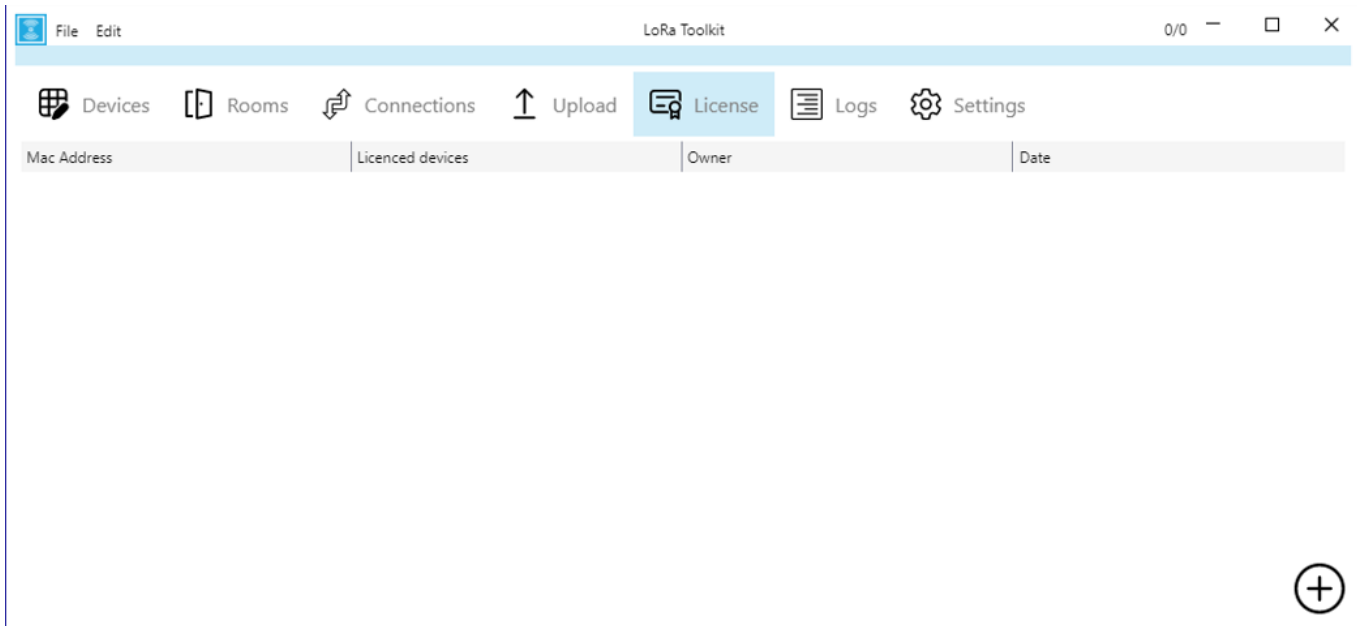 File Edit LoRa Toolkit 0/0
Devices Rooms Connections Upload License Logs Settings
Mac Address Licenced devices Owner Date